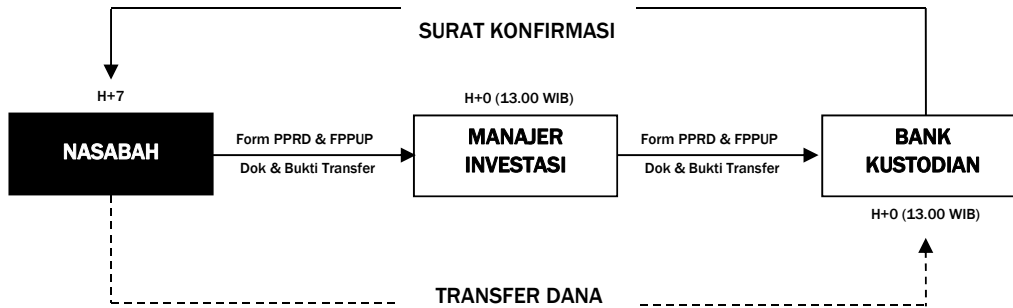 SURAT KONFIRMASI
H+7
H+0 (13.00 WIB)
NASABAH
Form PPRD & FPPUP
Dok & Bukti Transfer
MANAJER
INVESTASI
Form PPRD & FPPUP
Dok & Bukti Transfer
BANK
KUSTODIAN
H+0 (13.00 WIB)
TRANSFER DANA